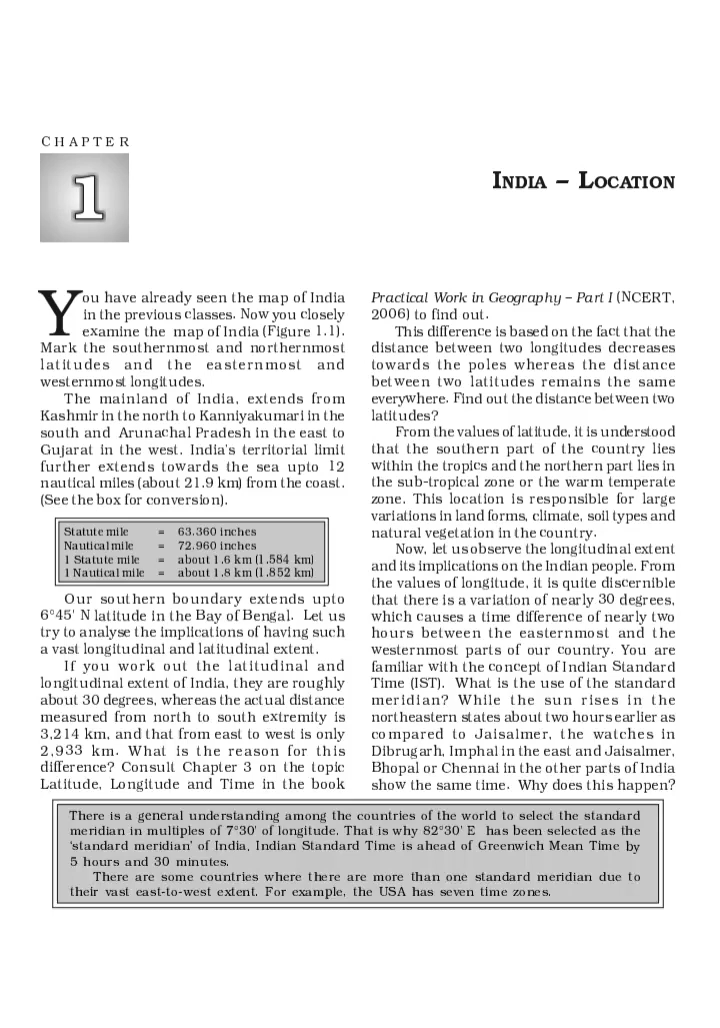 CHAPTER
1
INDIA – LOCATION
You have already seen the map of India
in the previous classes. Now you closely
examine the map of India (Figure 1.1).
Mark the southernmost and northernmost
latitudes and the easternmost and
westernmost longitudes.
The mainland of India, extends from
Kashmir in the north to Kanniyakumari in the
south and Arunachal Pradesh in the east to
Gujarat in the west. India's territorial limit
further extends towards the sea upto 12
nautical miles (about 21.9 km) from the coast.
(See the box for conversion).
Statute mile = 63,360 inches
Nautical mile = 72,960 inches
1 Statute mile = about 1.6 km (1.584 km)
1 Nautical mile = about 1.8 km (1.852 km)
Our southern boundary extends upto
6°45' N latitude in the Bay of Bengal. Let us
try to analyse the implications of having such
a vast longitudinal and latitudinal extent.
If you work out the latitudinal and
longitudinal extent of India, they are roughly
about 30 degrees, whereas the actual distance
measured from north to south extremity is
3,214 km, and that from east to west is only
2,933 km. What is the reason for this
difference? Consult Chapter 3 on the topic
Latitude, Longitude and Time in the book
Practical Work in Geography – Part I (NCERT,
2006) to find out.
This difference is based on the fact that the
distance between two longitudes decreases
towards the poles whereas the distance
between two latitudes remains the same
everywhere. Find out the distance between two
latitudes?
From the values of latitude, it is understood
that the southern part of the country lies
within the tropics and the northern part lies in
the sub-tropical zone or the warm temperate
zone. This location is responsible for large
variations in land forms, climate, soil types and
natural vegetation in the country.
Now, let us observe the longitudinal extent
and its implications on the Indian people. From
the values of longitude, it is quite discernible
that there is a variation of nearly 30 degrees,
which causes a time difference of nearly two
hours between the easternmost and the
westernmost parts of our country. You are
familiar with the concept of Indian Standard
Time (IST). What is the use of the standard
meridian? While the sun rises in the
northeastern states about two hours earlier as
compared to Jaisalmer, the watches in
Dibrugarh, Imphal in the east and Jaisalmer,
Bhopal or Chennai in the other parts of India
show the same time. Why does this happen?
There is a general understanding among the countries of the world to select the standard
meridian in multiples of 7°30' of longitude. That is why 82°30' E has been selected as the
'standard meridian' of India, Indian Standard Time is ahead of Greenwich Mean Time by
5 hours and 30 minutes.
There are some countries where there are more than one standard meridian due to
their vast east-to-west extent. For example, the USA has seven time zones.